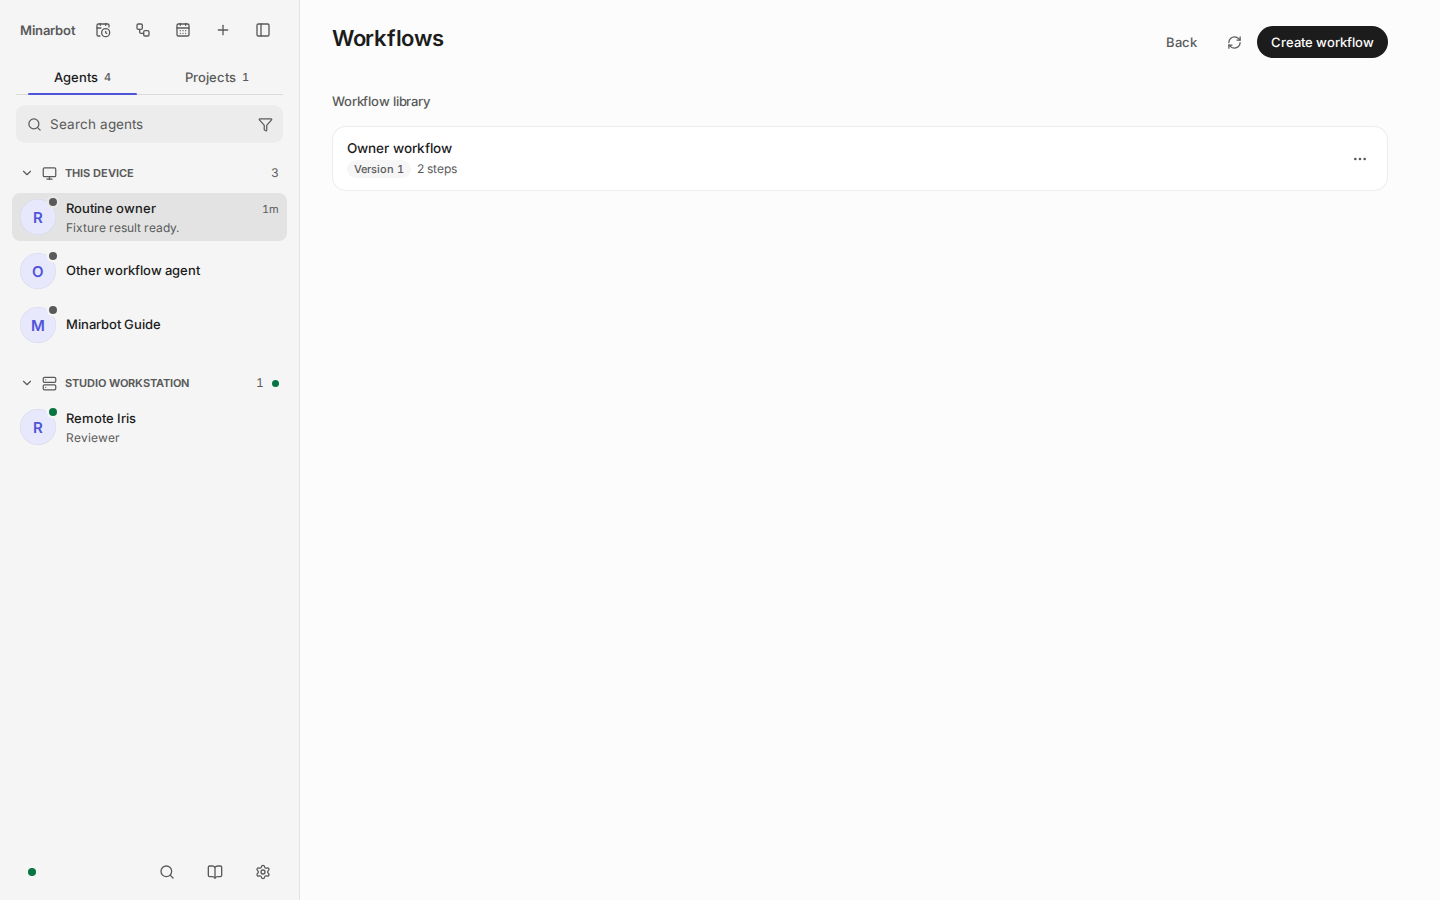 Minarbot
Agents 4
Projects 1
Search agents
THIS DEVICE 3
R
Routine owner 1m
Fixture result ready.
O
Other workflow agent
M
Minarbot Guide
STUDIO WORKSTATION 1
R
Remote Iris
Reviewer
Workflows
Back
Create workflow
Workflow library
Owner workflow
Version 1 2 steps